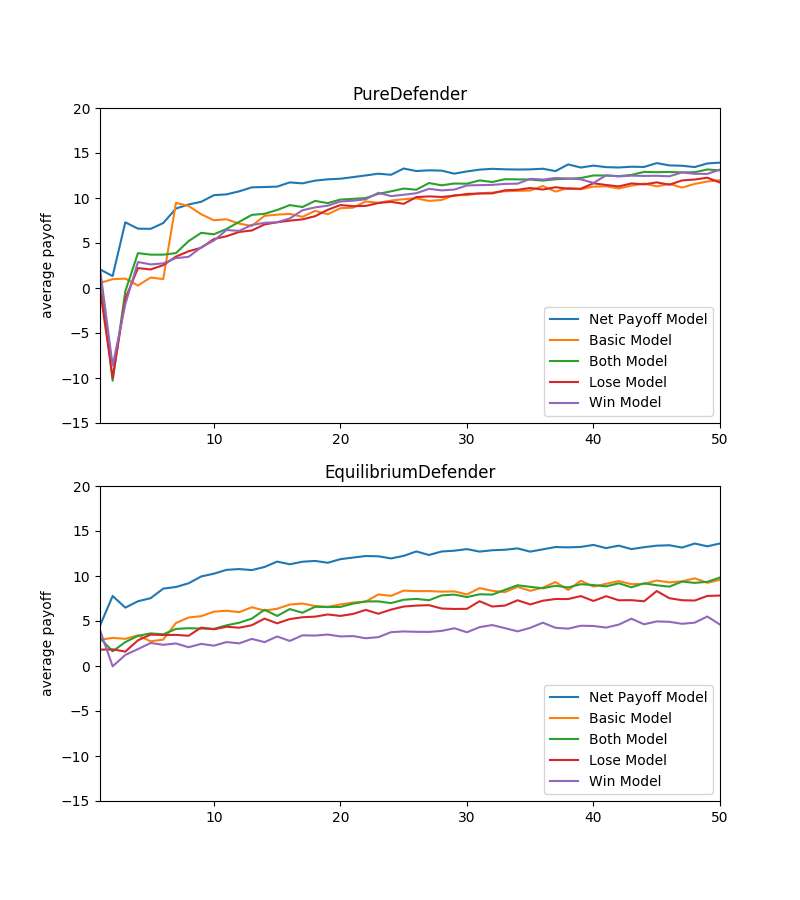 PureDefender
20
15
10
5
0
−5
−10
−15
average payoff
Net Payoff Model
Basic Model
Both Model
Lose Model
Win Model
10 20 30 40 50
EquilibriumDefender
20
15
10
5
0
−5
−10
−15
average payoff
Net Payoff Model
Basic Model
Both Model
Lose Model
Win Model
10 20 30 40 50